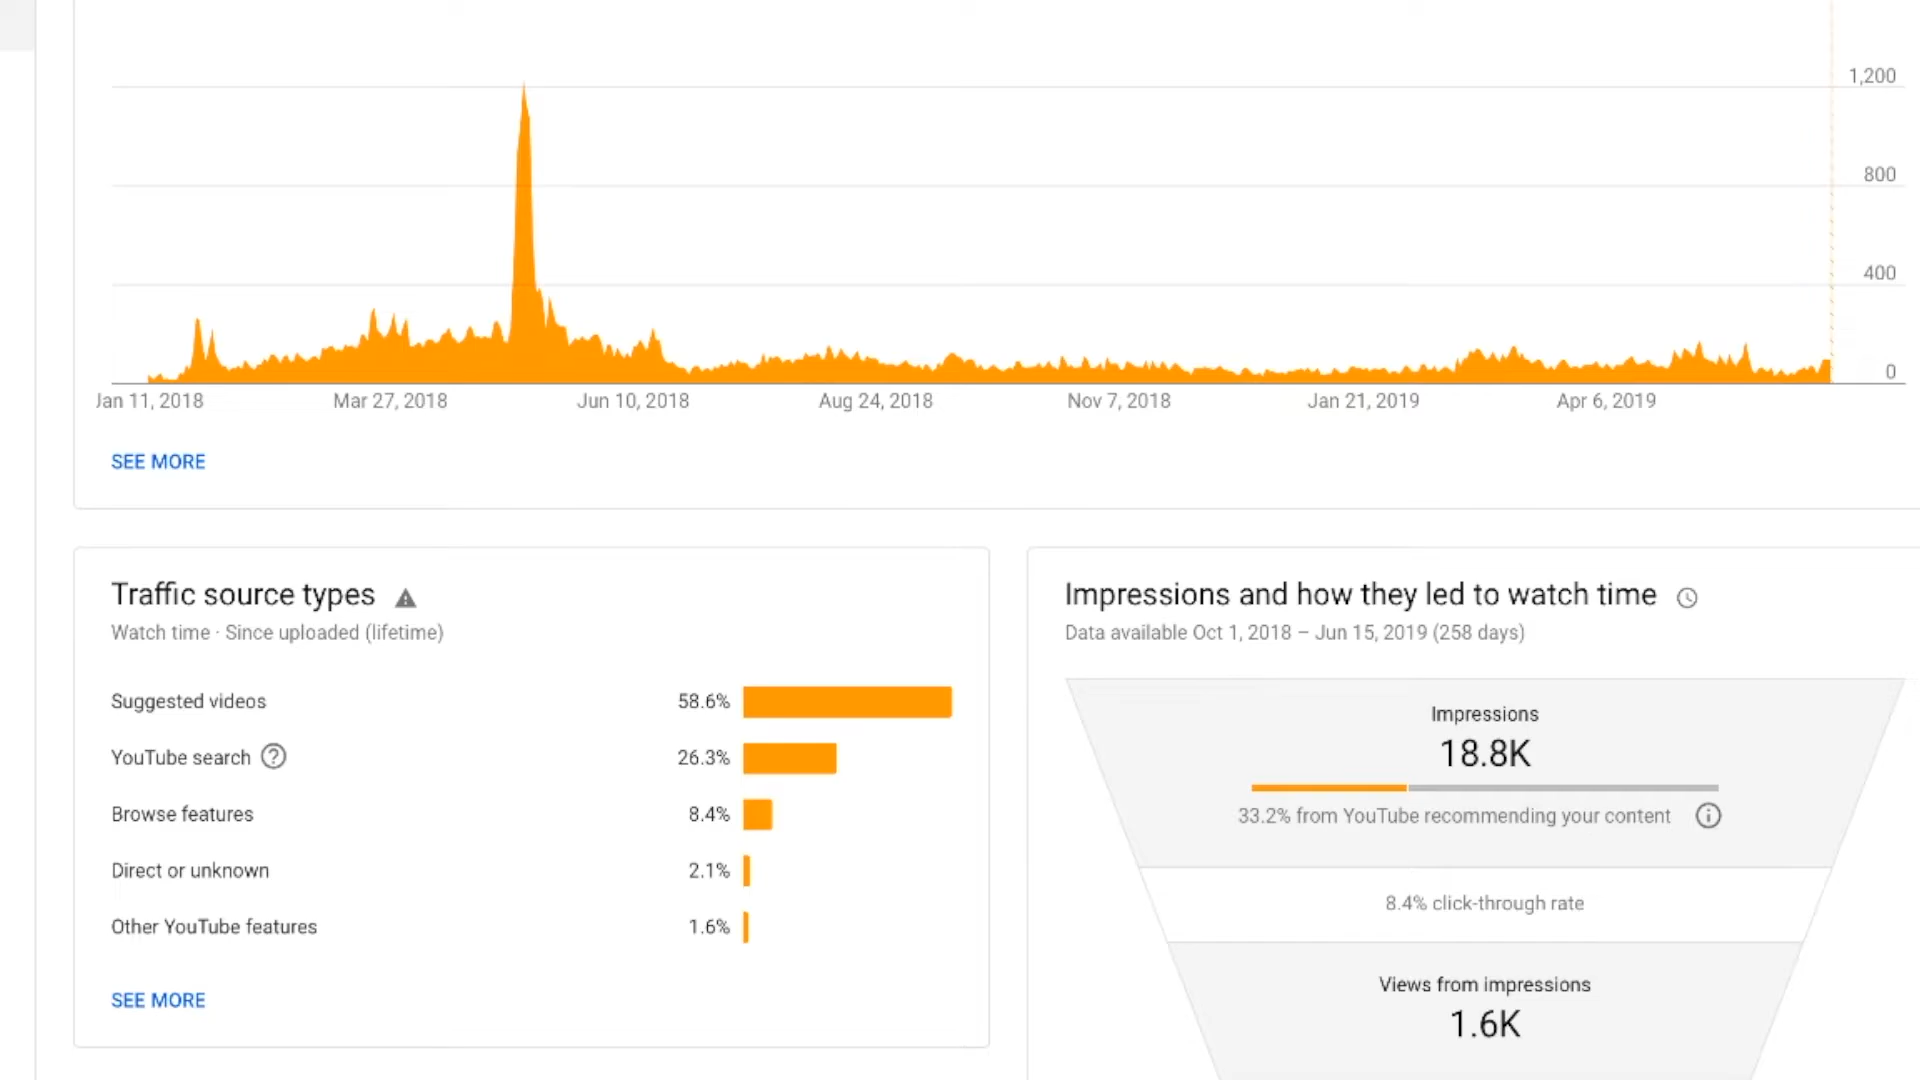 1,200
800
400
0
Jan 11, 2018 Mar 27, 2018 Jun 10, 2018 Aug 24, 2018 Nov 7, 2018 Jan 21, 2019 Apr 6, 2019
SEE MORE
Traffic source types
Watch time · Since uploaded (lifetime)
Suggested videos 58.6%
YouTube search 26.3%
Browse features 8.4%
Direct or unknown 2.1%
Other YouTube features 1.6%
SEE MORE
Impressions and how they led to watch time
Data available Oct 1, 2018 – Jun 15, 2019 (258 days)
Impressions
18.8K
33.2% from YouTube recommending your content
8.4% click-through rate
Views from impressions
1.6K